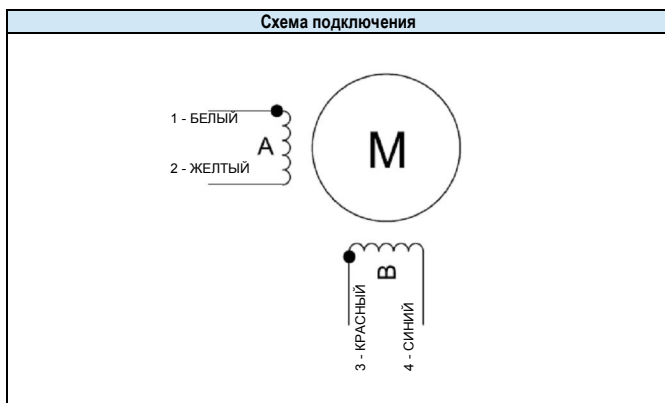 Схема подключения
1 - БЕЛЫЙ
A
M
2 - ЖЕЛТЫЙ
B
3 - КРАСНЫЙ
4 - СИНИЙ